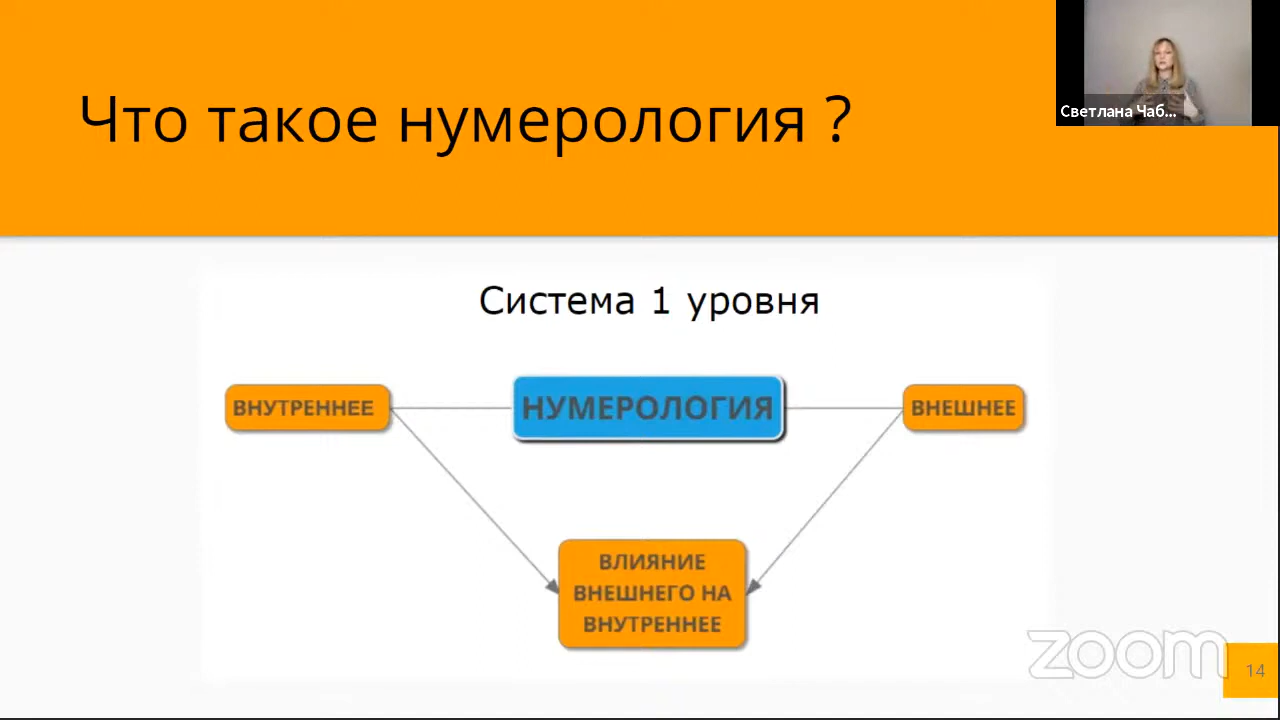 Что такое нумерология ?
Светлана Чаб...
Система 1 уровня
ВНУТРЕННЕЕ
НУМЕРОЛОГИЯ
ВНЕШНЕЕ
ВЛИЯНИЕ
ВНЕШНЕГО НА
ВНУТРЕННЕЕ
zoom
14